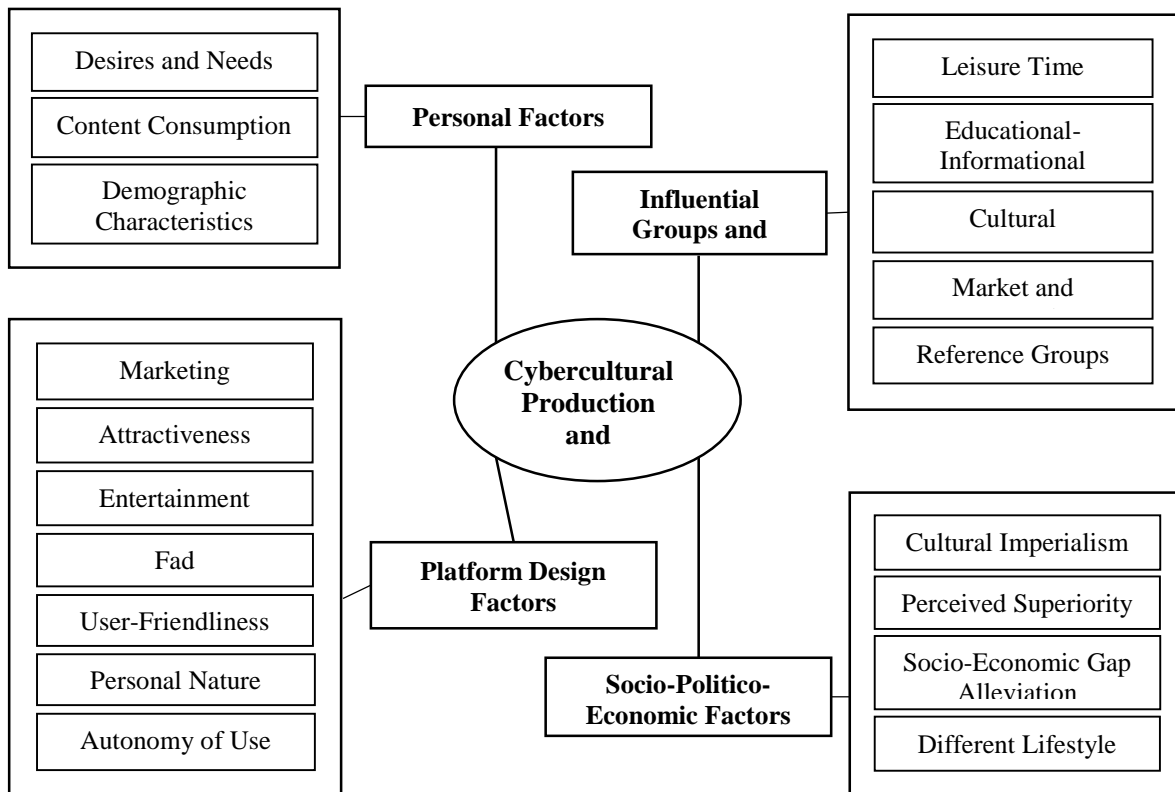 Desires and Needs
Content Consumption
Demographic
Characteristics
Personal Factors
Leisure Time
Educational-
Informational
Cultural
Market and
Reference Groups
Influential
Groups and
Cybercultural
Production
and
Marketing
Attractiveness
Entertainment
Fad
User-Friendliness
Personal Nature
Autonomy of Use
Platform Design
Factors
Socio-Politico-
Economic Factors
Cultural Imperialism
Perceived Superiority
Socio-Economic Gap
Alleviation
Different Lifestyle